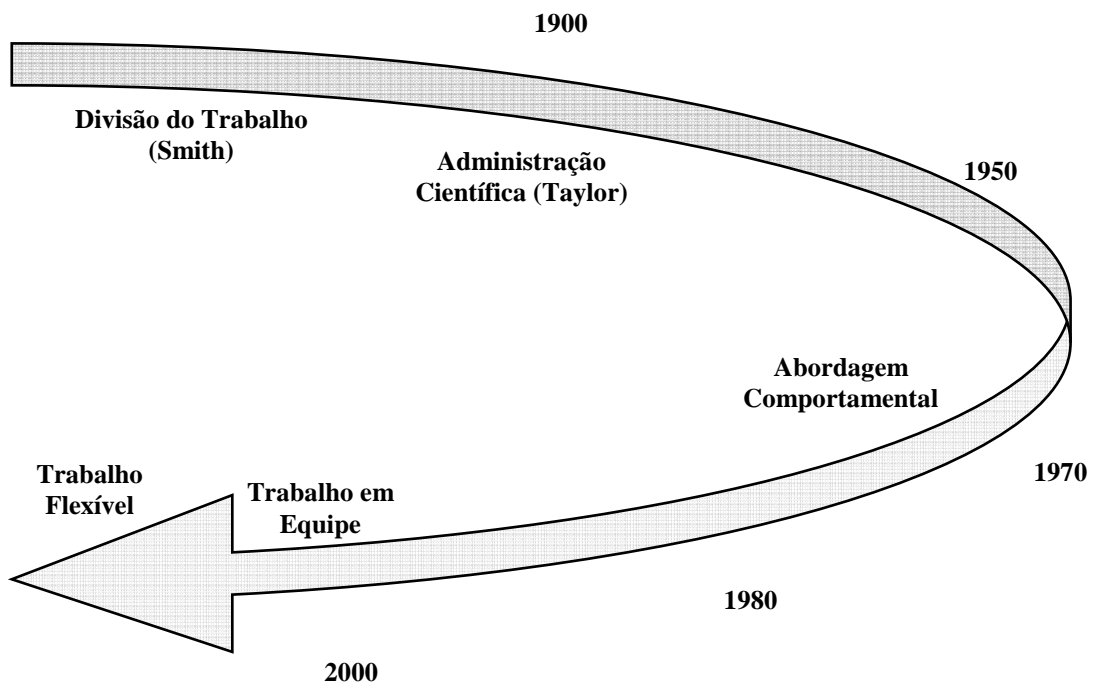 1900
Divisão do Trabalho
(Smith)
Administração
Científica (Taylor)
1950
Abordagem
Comportamental
1970
Trabalho
Flexível
Trabalho em
Equipe
1980
2000